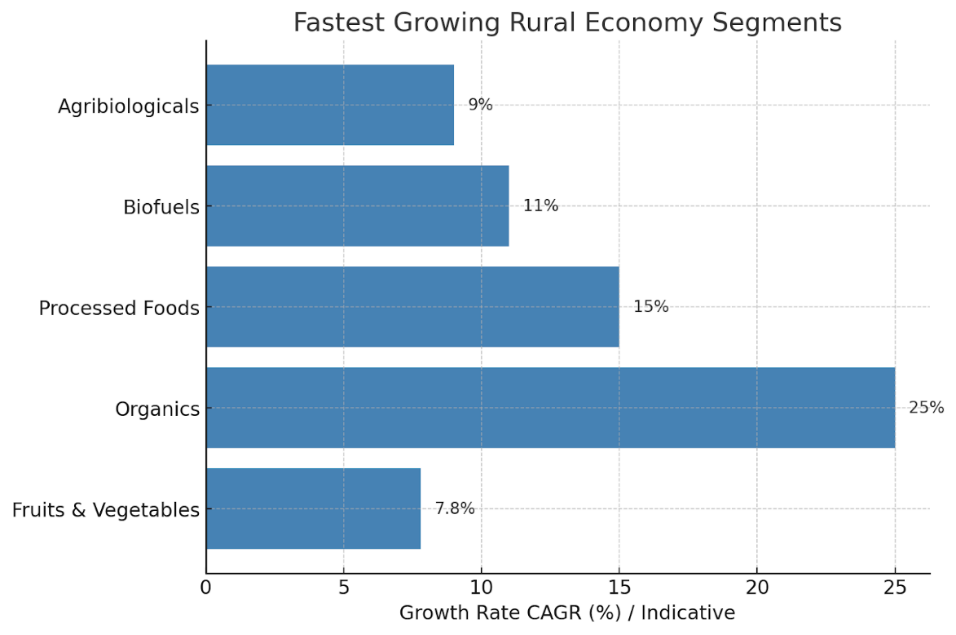 Fastest Growing Rural Economy Segments
Agribiologicals 9%
Biofuels 11%
Processed Foods 15%
Organics 25%
Fruits & Vegetables 7.8%
0 5 10 15 20 25
Growth Rate CAGR (%) / Indicative